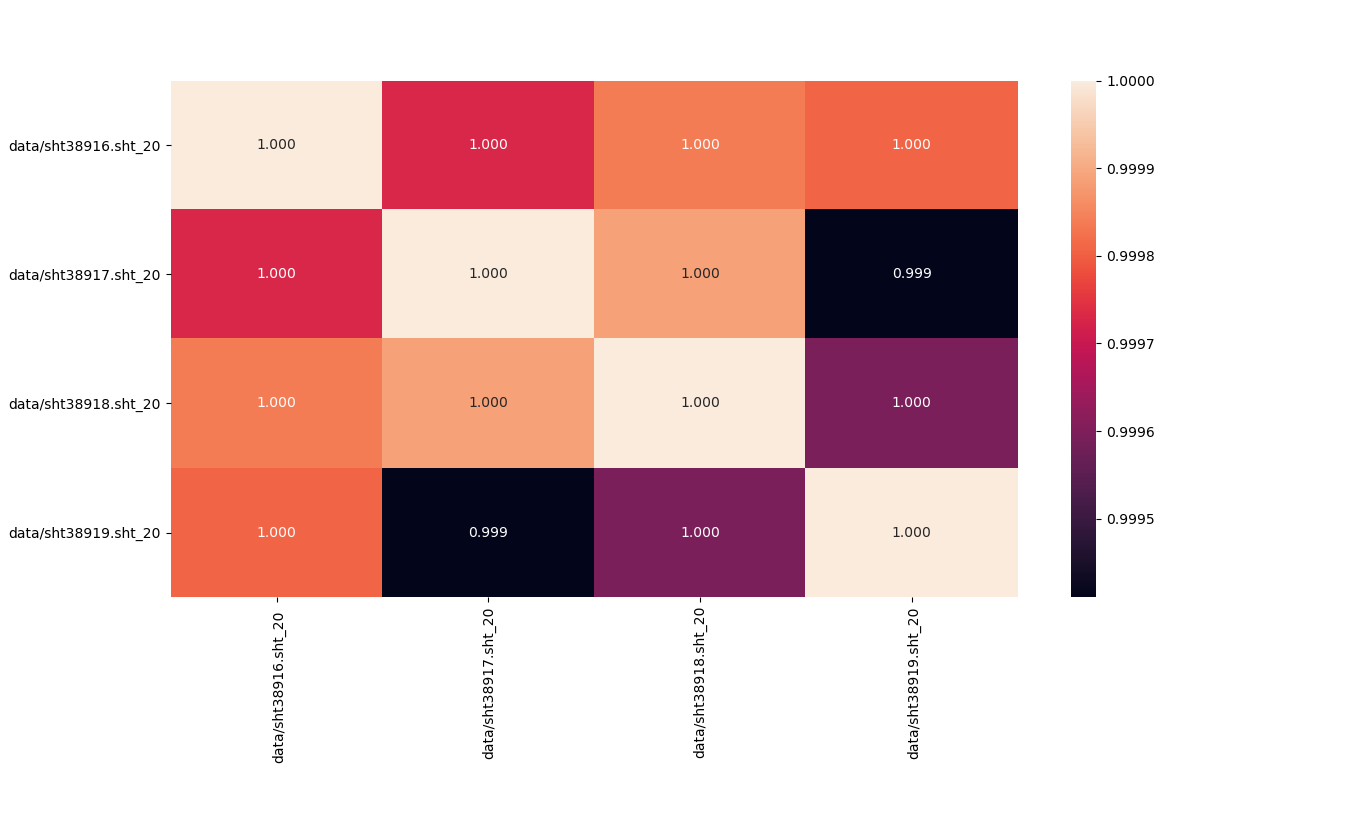 data/sht38916.sht_20
1.000 1.000 1.000 1.000
data/sht38917.sht_20
1.000 1.000 1.000 0.999
data/sht38918.sht_20
1.000 1.000 1.000 1.000
data/sht38919.sht_20
1.000 0.999 1.000 1.000
data/sht38916.sht_20
data/sht38917.sht_20
data/sht38918.sht_20
data/sht38919.sht_20
1.0000
0.9999
0.9998
0.9997
0.9996
0.9995